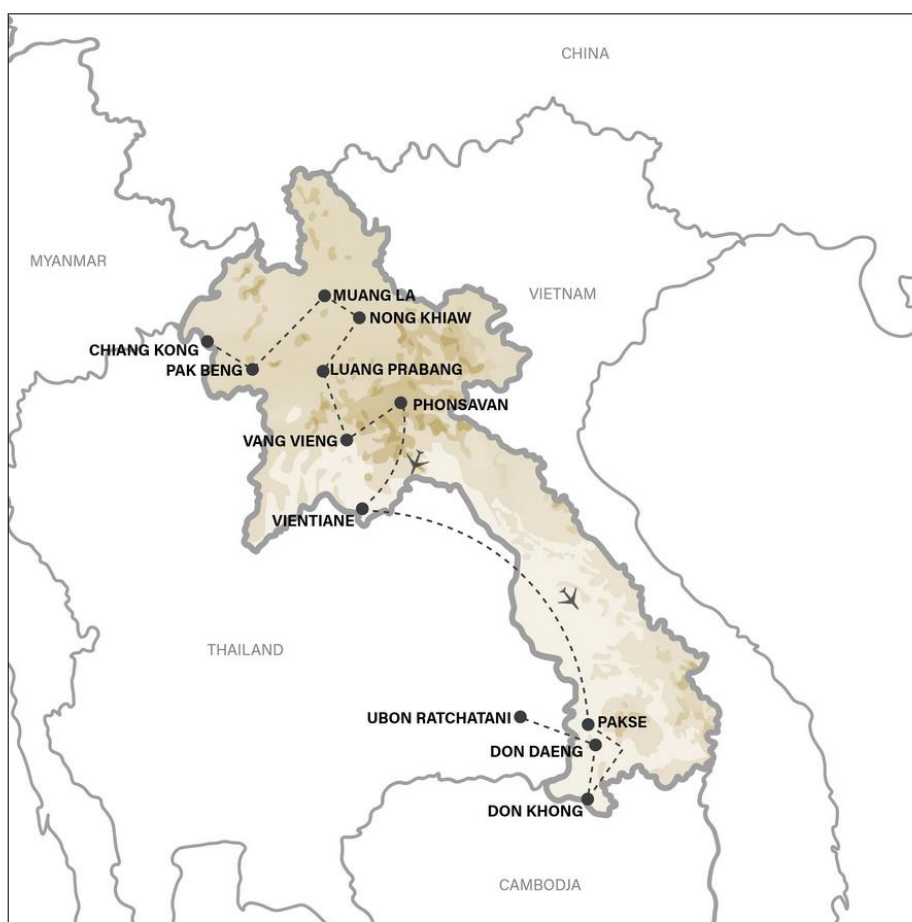 CHINA
MYANMAR
VIETNAM
MUANG LA
NONG KHIAW
CHIANG KONG
PAK BENG
LUANG PRABANG
PHONSAVAN
VANG VIENG
VIENTIANE
THAILAND
UBON RATCHATANI
PAKSE
DON DAENG
DON KHONG
CAMBODJA